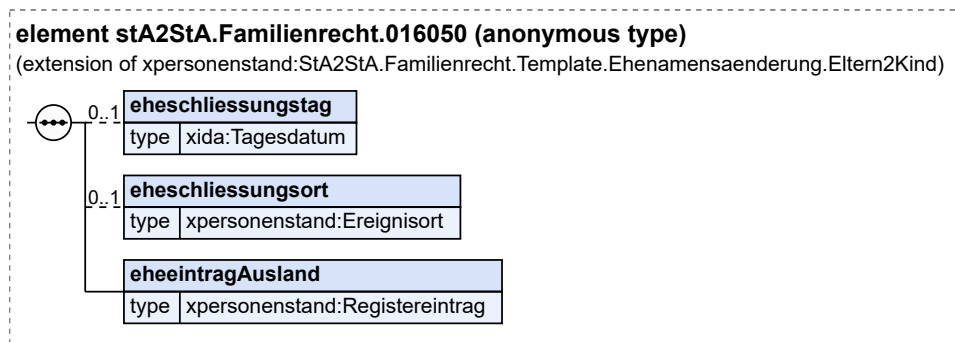 element stA2StA.Familienrecht.016050 (anonymous type)
(extension of xpersonenstand:StA2StA.Familienrecht.Template.Ehenamensaenderung.Eltern2Kind)
0..1 eheschliessungstag
type xida:Tagesdatum
0..1 eheschliessungsort
type xpersonenstand:Ereignisort
eheeintragAusland
type xpersonenstand:Registereintrag